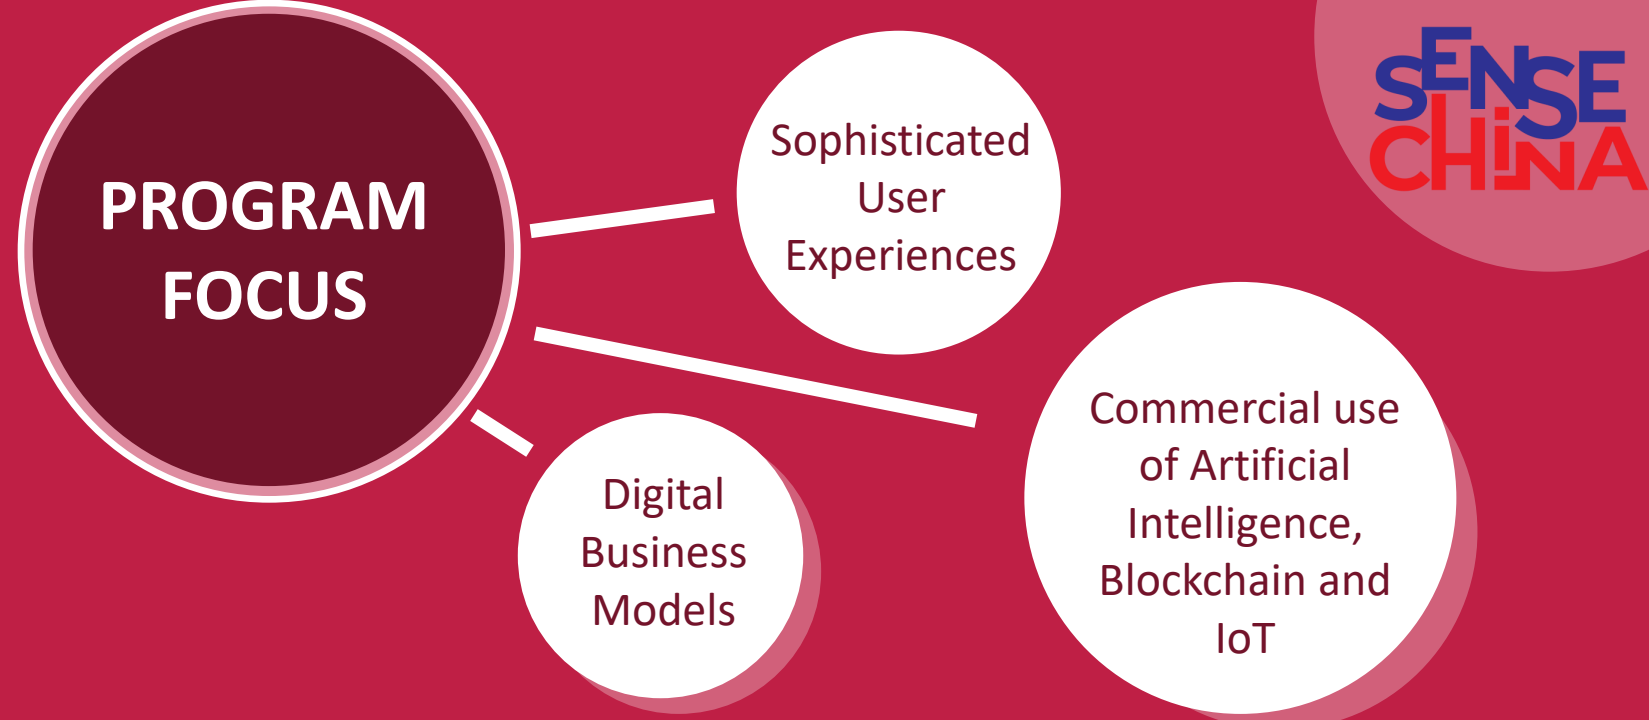 PROGRAM
FOCUS
Sophisticated
User
Experiences
SENSE
CHiNA
Commercial use
of Artificial
Intelligence,
Blockchain and
IoT
Digital
Business
Models